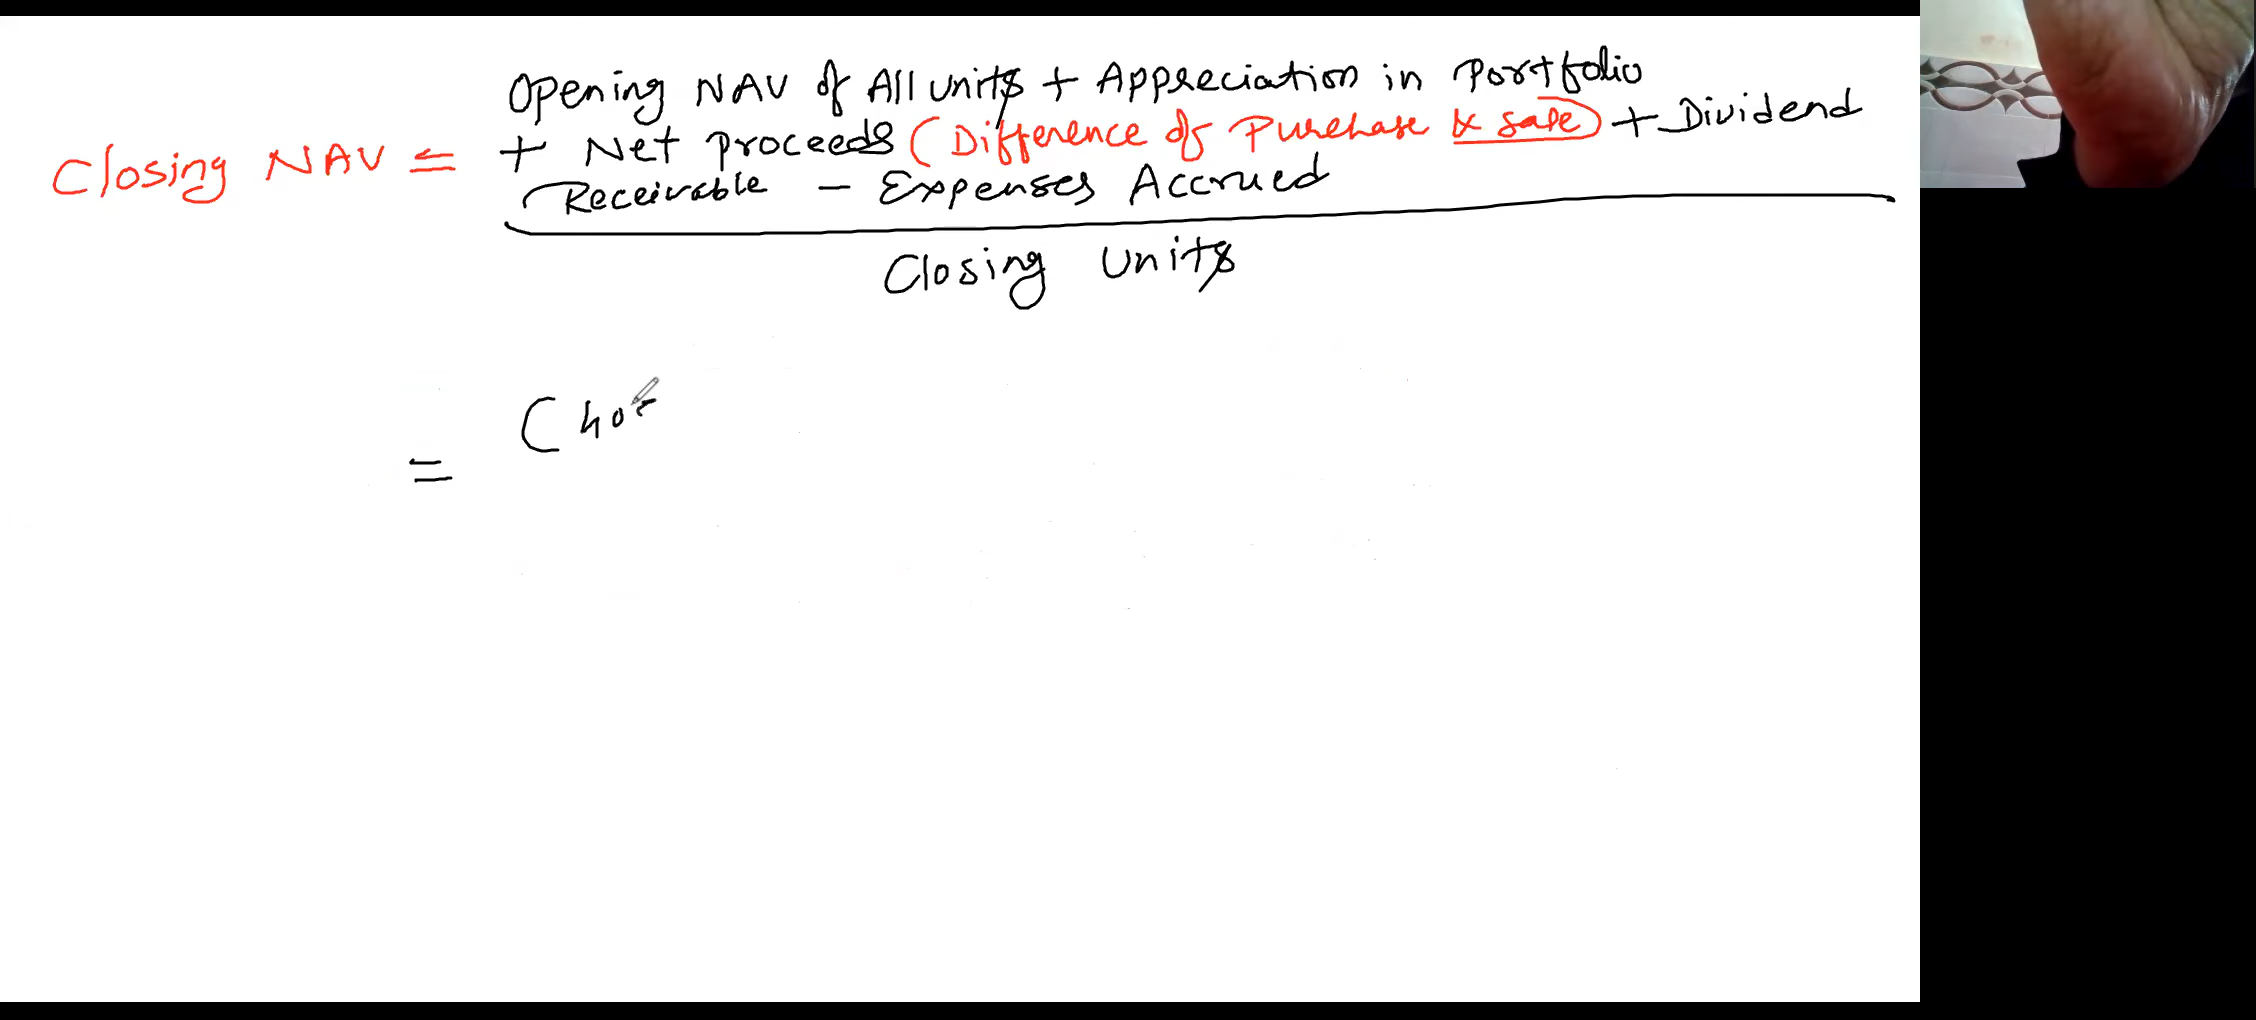 Opening NAV of All units + Appreciation in Portfolio
Closing NAV = + Net proceeds (Difference of Purchase & sale) + Dividend
Receivable - Expenses Accrued
Closing Units
= (